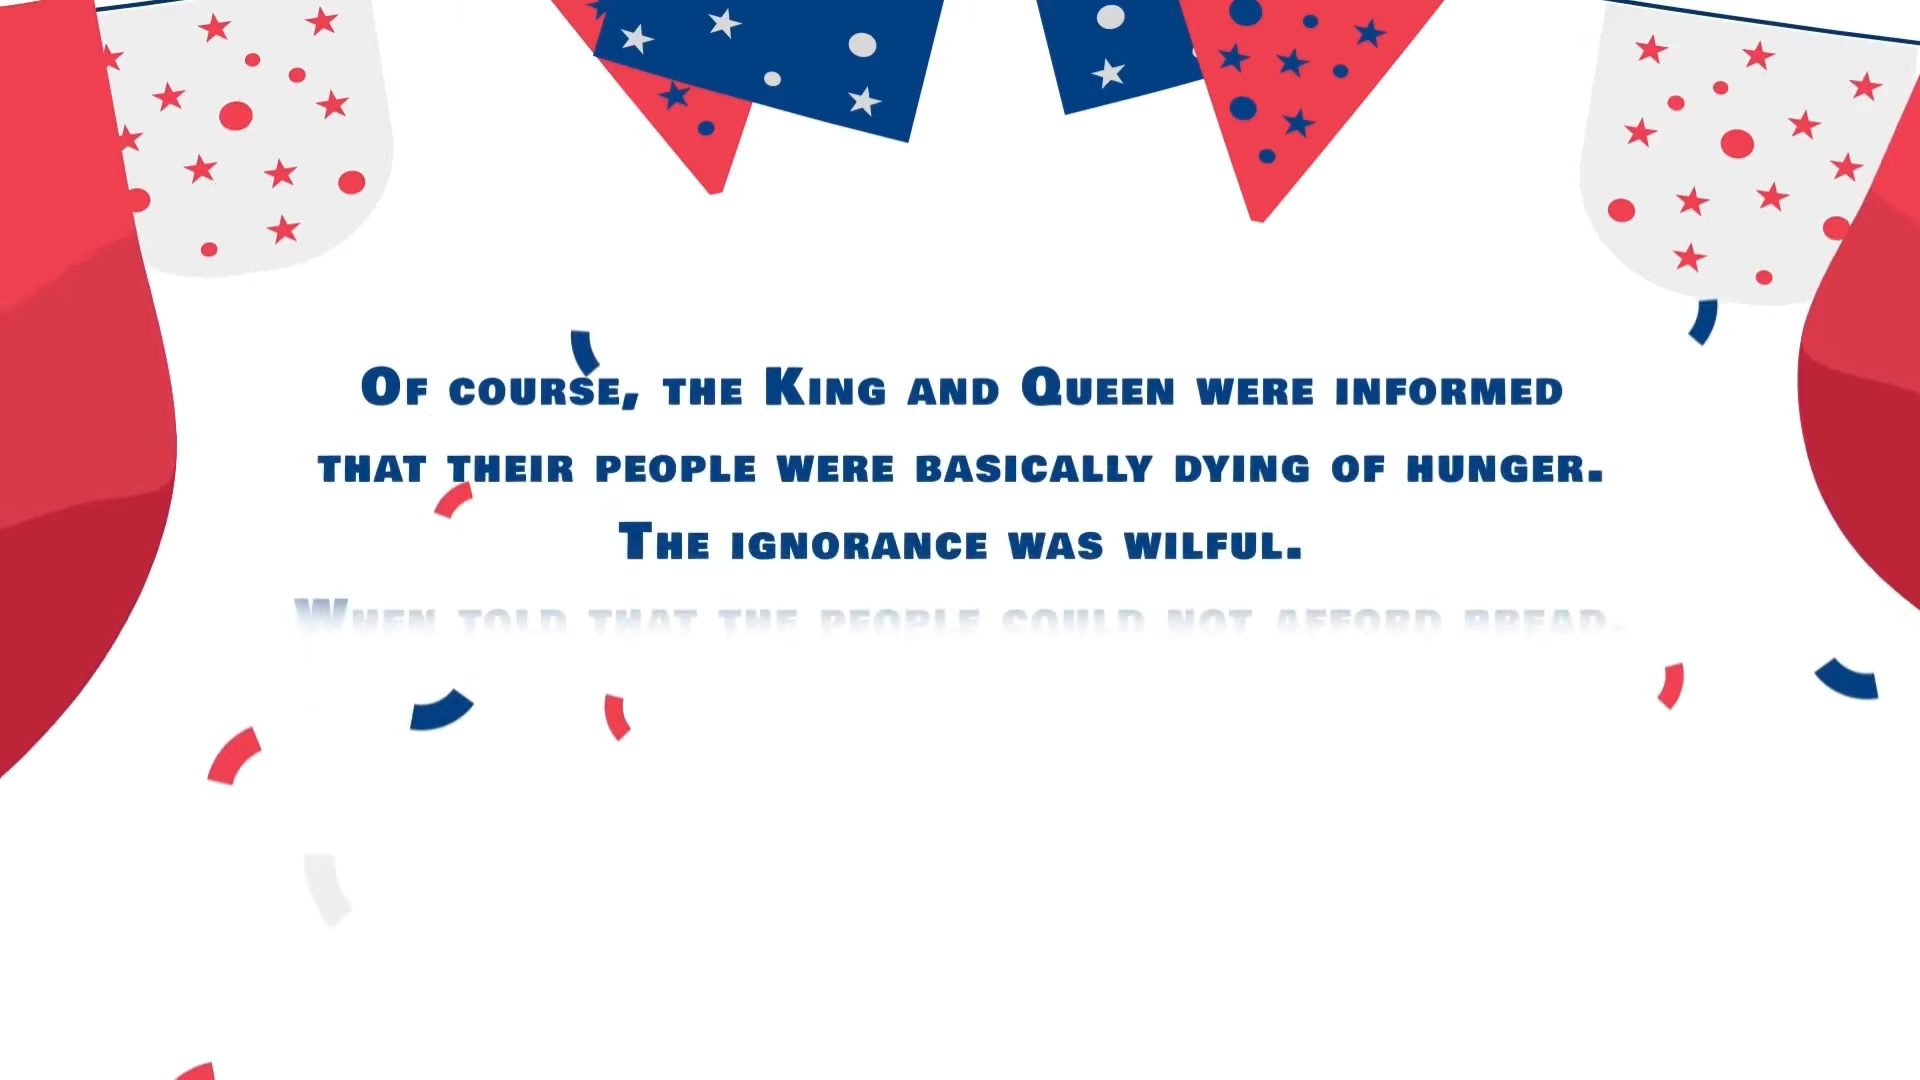 Of course, the King and Queen were informed
that their people were basically dying of hunger.
The ignorance was wilful.
When told that the people could not afford bread,